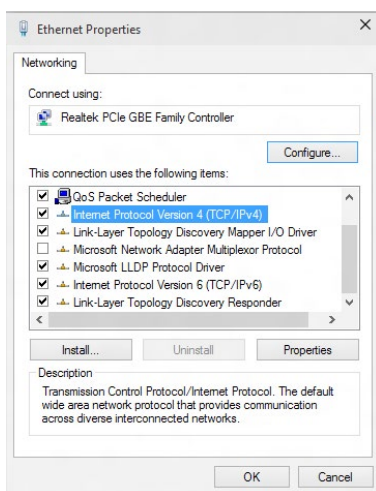 Ethernet Properties
Networking
Connect using:
Realtek PCIe GBE Family Controller
Configure...
This connection uses the following items:
QoS Packet Scheduler
Internet Protocol Version 4 (TCP/IPv4)
Link-Layer Topology Discovery Mapper I/O Driver
Microsoft Network Adapter Multiplexor Protocol
Microsoft LLDP Protocol Driver
Internet Protocol Version 6 (TCP/IPv6)
Link-Layer Topology Discovery Responder
Install... Uninstall Properties
Description
Transmission Control Protocol/Internet Protocol. The default
wide area network protocol that provides communication
across diverse interconnected networks.
OK Cancel